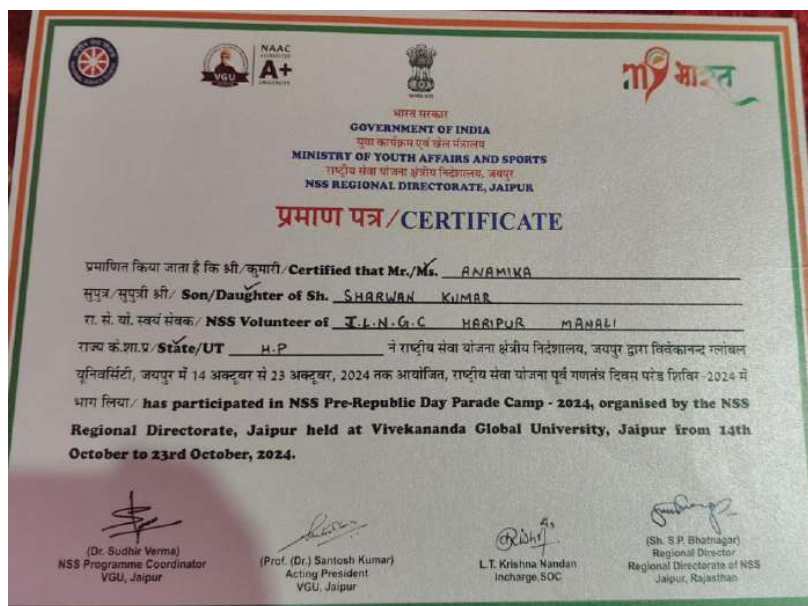 VGU
NAAC
ACCREDITED
A+
UNIVERSITY
my भारत
भारत सरकार
GOVERNMENT OF INDIA
युवा कार्यक्रम एवं खेल मंत्रालय
MINISTRY OF YOUTH AFFAIRS AND SPORTS
राष्ट्रीय सेवा योजना क्षेत्रीय निदेशालय, जयपुर
NSS REGIONAL DIRECTORATE, JAIPUR
प्रमाण पत्र/CERTIFICATE
प्रमाणित किया जाता है कि श्री/कुमारी/Certified that Mr./Ms. ANAMIKA
सुपुत्र/सुपुत्री श्री/ Son/Daughter of Sh. SHARWAN KUMAR
रा. से. यो. स्वयं सेवक/ NSS Volunteer of J.L.N.G.C HARIPUR MANALI
राज्य के.शा.प्र/State/UT H.P ने राष्ट्रीय सेवा योजना क्षेत्रीय निदेशालय, जयपुर द्वारा विवेकानन्द ग्लोबल
यूनिवर्सिटी, जयपुर में 14 अक्टूबर से 23 अक्टूबर, 2024 तक आयोजित, राष्ट्रीय सेवा योजना पूर्व गणतंत्र दिवस परेड शिविर-2024 में
भाग लिया/ has participated in NSS Pre-Republic Day Parade Camp - 2024, organised by the NSS
Regional Directorate, Jaipur held at Vivekananda Global University, Jaipur from 14th
October to 23rd October, 2024.
(Dr. Sudhir Verma)
NSS Programme Coordinator
VGU, Jaipur
(Prof. (Dr.) Santosh Kumar)
Acting President
VGU, Jaipur
L.T. Krishna Nandan
Incharge,SOC
(Sh. S.P. Bhatnagar)
Regional Director
Regional Directorate of NSS
Jaipur, Rajasthan